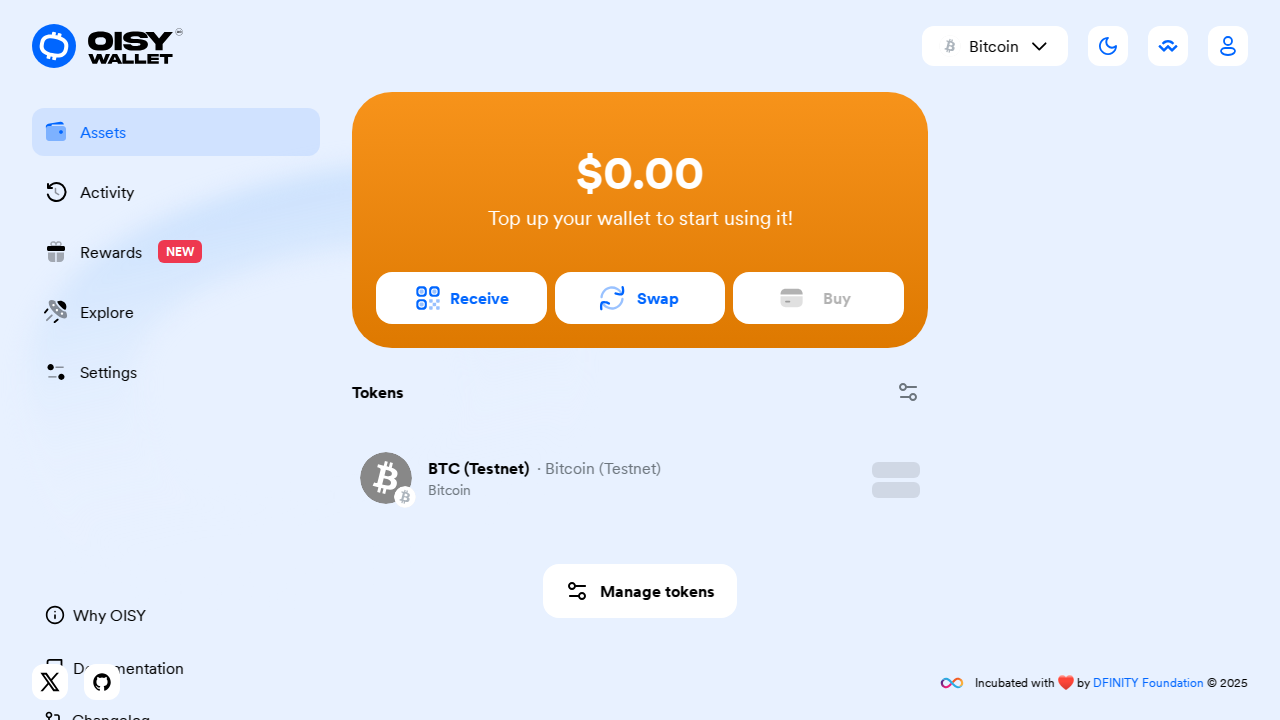 OISY
WALLET
Bitcoin
Assets
Activity
Rewards NEW
Explore
Settings
$0.00
Top up your wallet to start using it!
Receive
Swap
Buy
Tokens
BTC (Testnet) · Bitcoin (Testnet)
Bitcoin
Manage tokens
Why OISY
Documentation
Changelog
Incubated with ❤️ by DFINITY Foundation © 2025